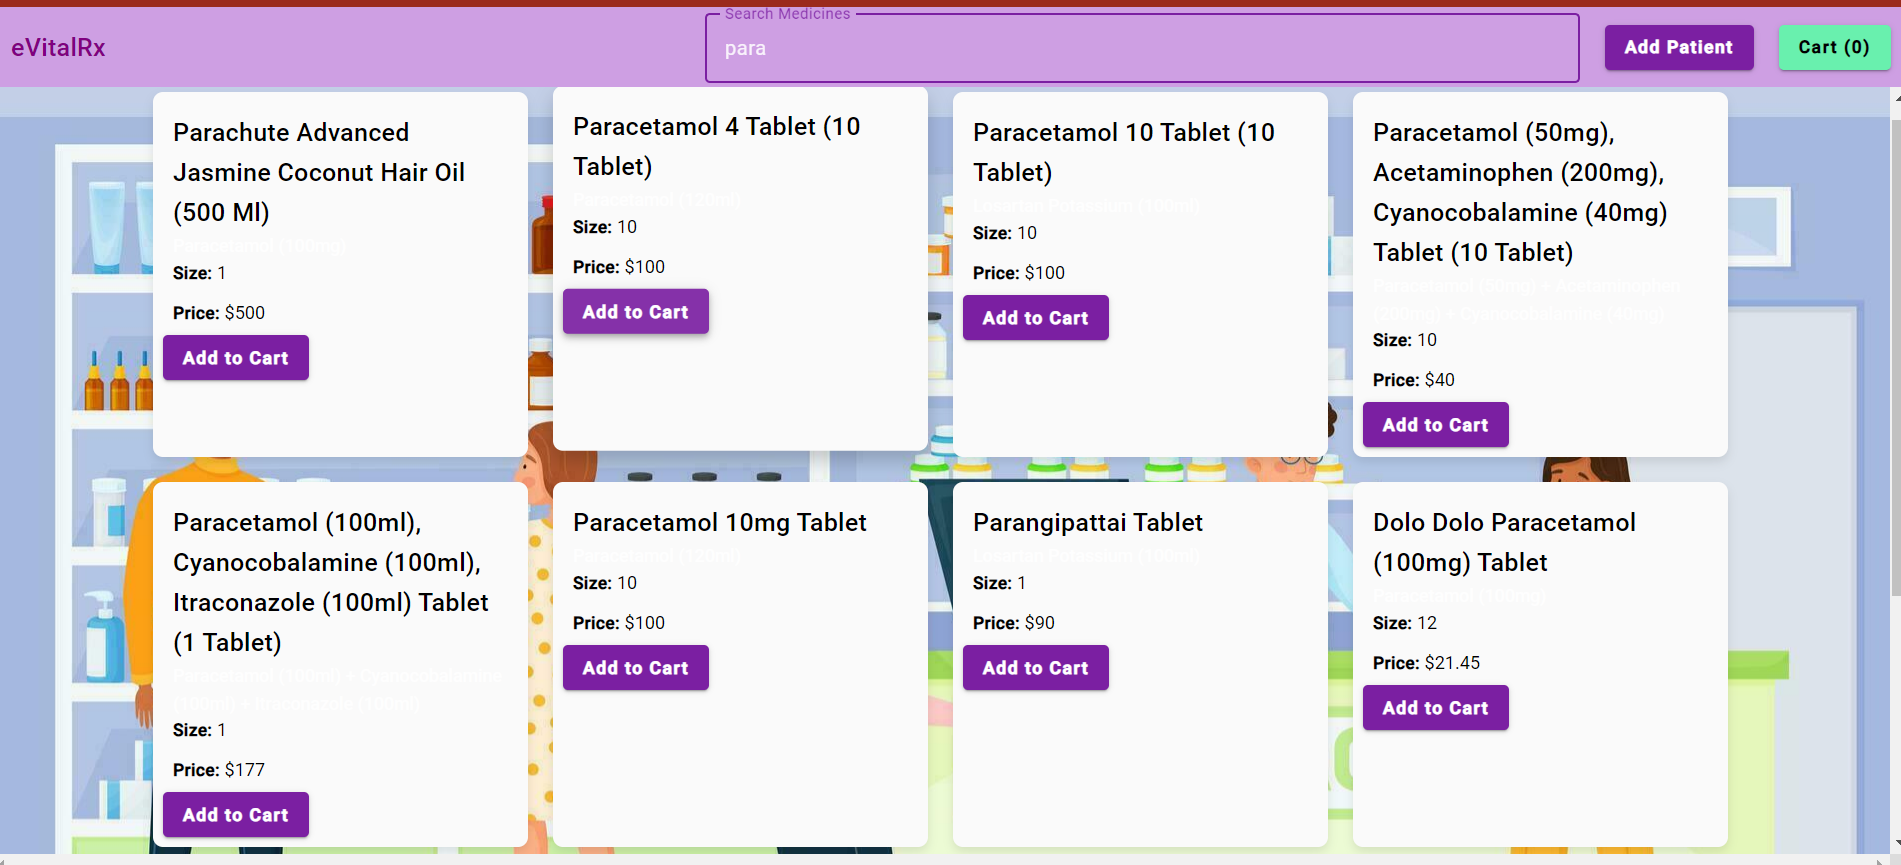 eVitalRx
Search Medicines
para
Add Patient
Cart (0)
Parachute Advanced
Jasmine Coconut Hair Oil
(500 Ml)
Paracetamol (100mg)
Size: 1
Price: $500
Add to Cart
Paracetamol 4 Tablet (10
Tablet)
Paracetamol (120ml)
Size: 10
Price: $100
Add to Cart
Paracetamol 10 Tablet (10
Tablet)
Losartan Potassium (100ml)
Size: 10
Price: $100
Add to Cart
Paracetamol (50mg),
Acetaminophen (200mg),
Cyanocobalamine (40mg)
Tablet (10 Tablet)
Paracetamol (50mg) + Acetaminophen
(200mg) + Cyanocobalamine (40mg)
Size: 10
Price: $40
Add to Cart
Paracetamol (100ml),
Cyanocobalamine (100ml),
Itraconazole (100ml) Tablet
(1 Tablet)
Paracetamol (100ml) + Cyanocobalamine
(100ml) + Itraconazole (100ml)
Size: 1
Price: $177
Add to Cart
Paracetamol 10mg Tablet
Paracetamol (120ml)
Size: 10
Price: $100
Add to Cart
Parangipattai Tablet
Losartan Potassium (100ml)
Size: 1
Price: $90
Add to Cart
Dolo Dolo Paracetamol
(100mg) Tablet
Paracetamol (100mg)
Size: 12
Price: $21.45
Add to Cart